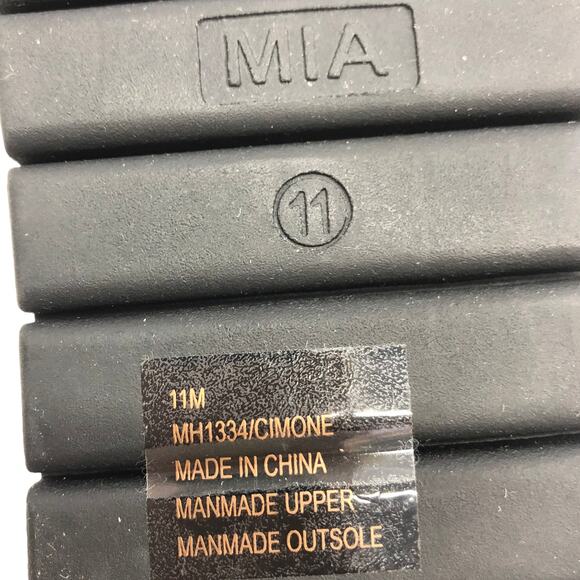 MIA
11
11M
MH1334/CIMONE
MADE IN CHINA
MANMADE UPPER
MANMADE OUTSOLE